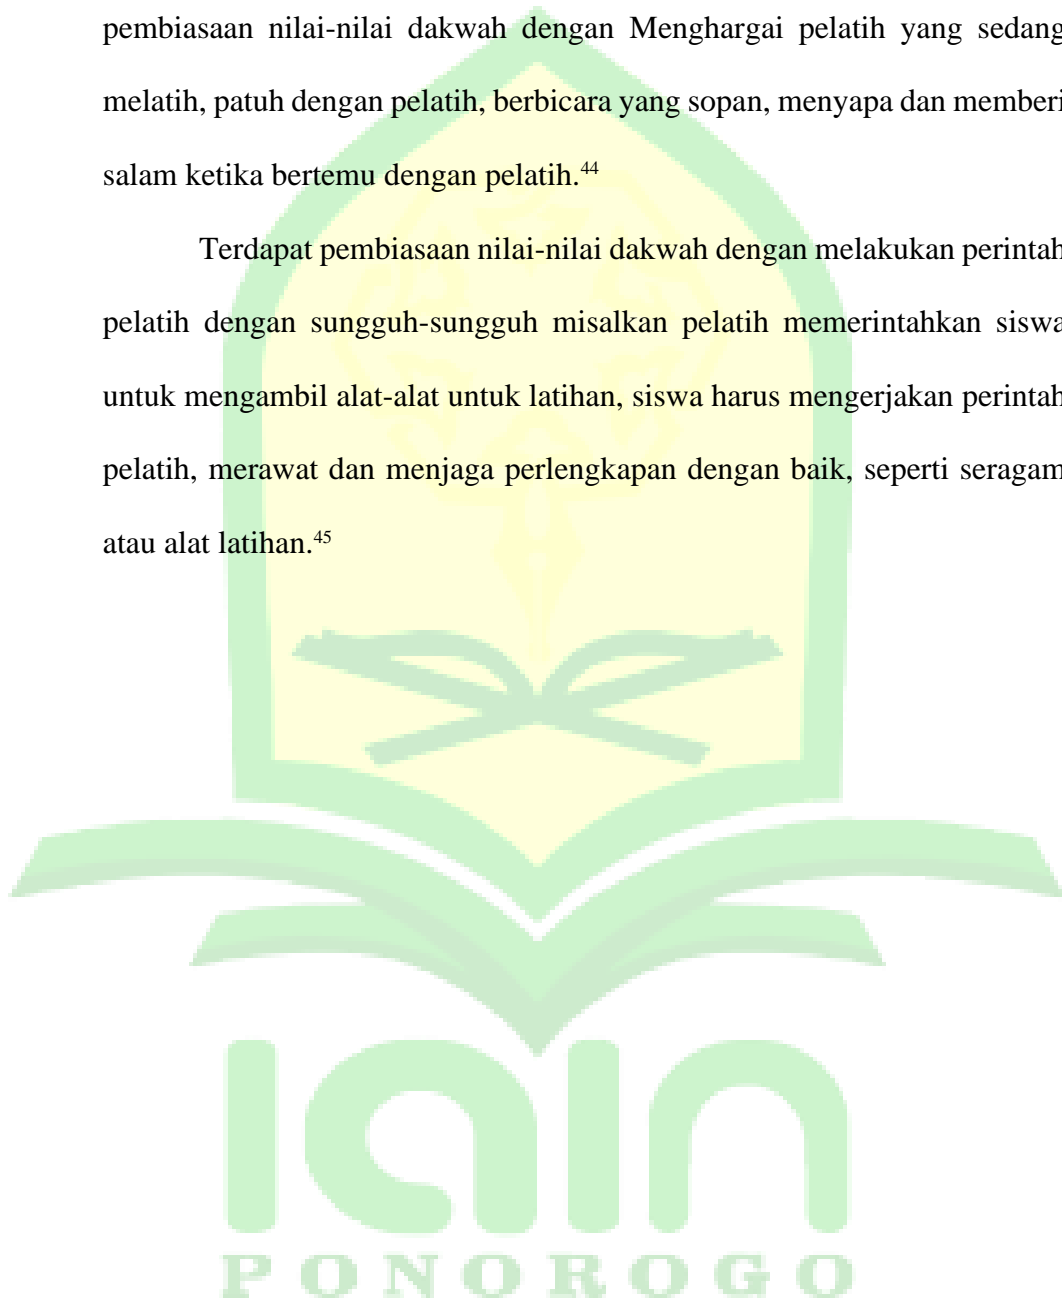 pembiasaan nilai-nilai dakwah dengan Menghargai pelatih yang sedang
melatih, patuh dengan pelatih, berbicara yang sopan, menyapa dan memberi
salam ketika bertemu dengan pelatih.⁴⁴
Terdapat pembiasaan nilai-nilai dakwah dengan melakukan perintah
pelatih dengan sungguh-sungguh misalkan pelatih memerintahkan siswa
untuk mengambil alat-alat untuk latihan, siswa harus mengerjakan perintah
pelatih, merawat dan menjaga perlengkapan dengan baik, seperti seragam
atau alat latihan.⁴⁵
IAIN
PONOROGO